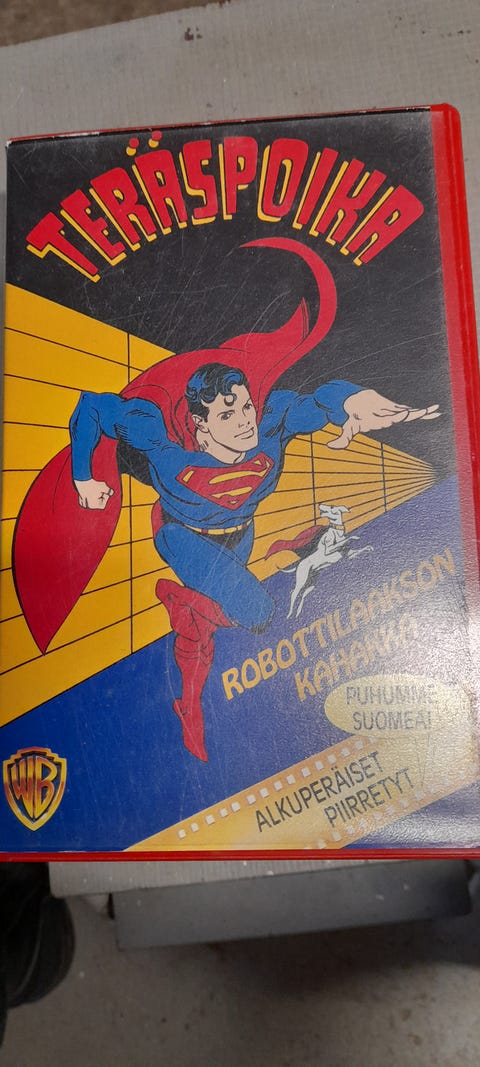 TERÄSPOIKA
S
ROBOTTILAAKSON
KAHAKKA
PUHUMME
SUOMEA!
ALKUPERÄISET
PIIRRETYT
WB